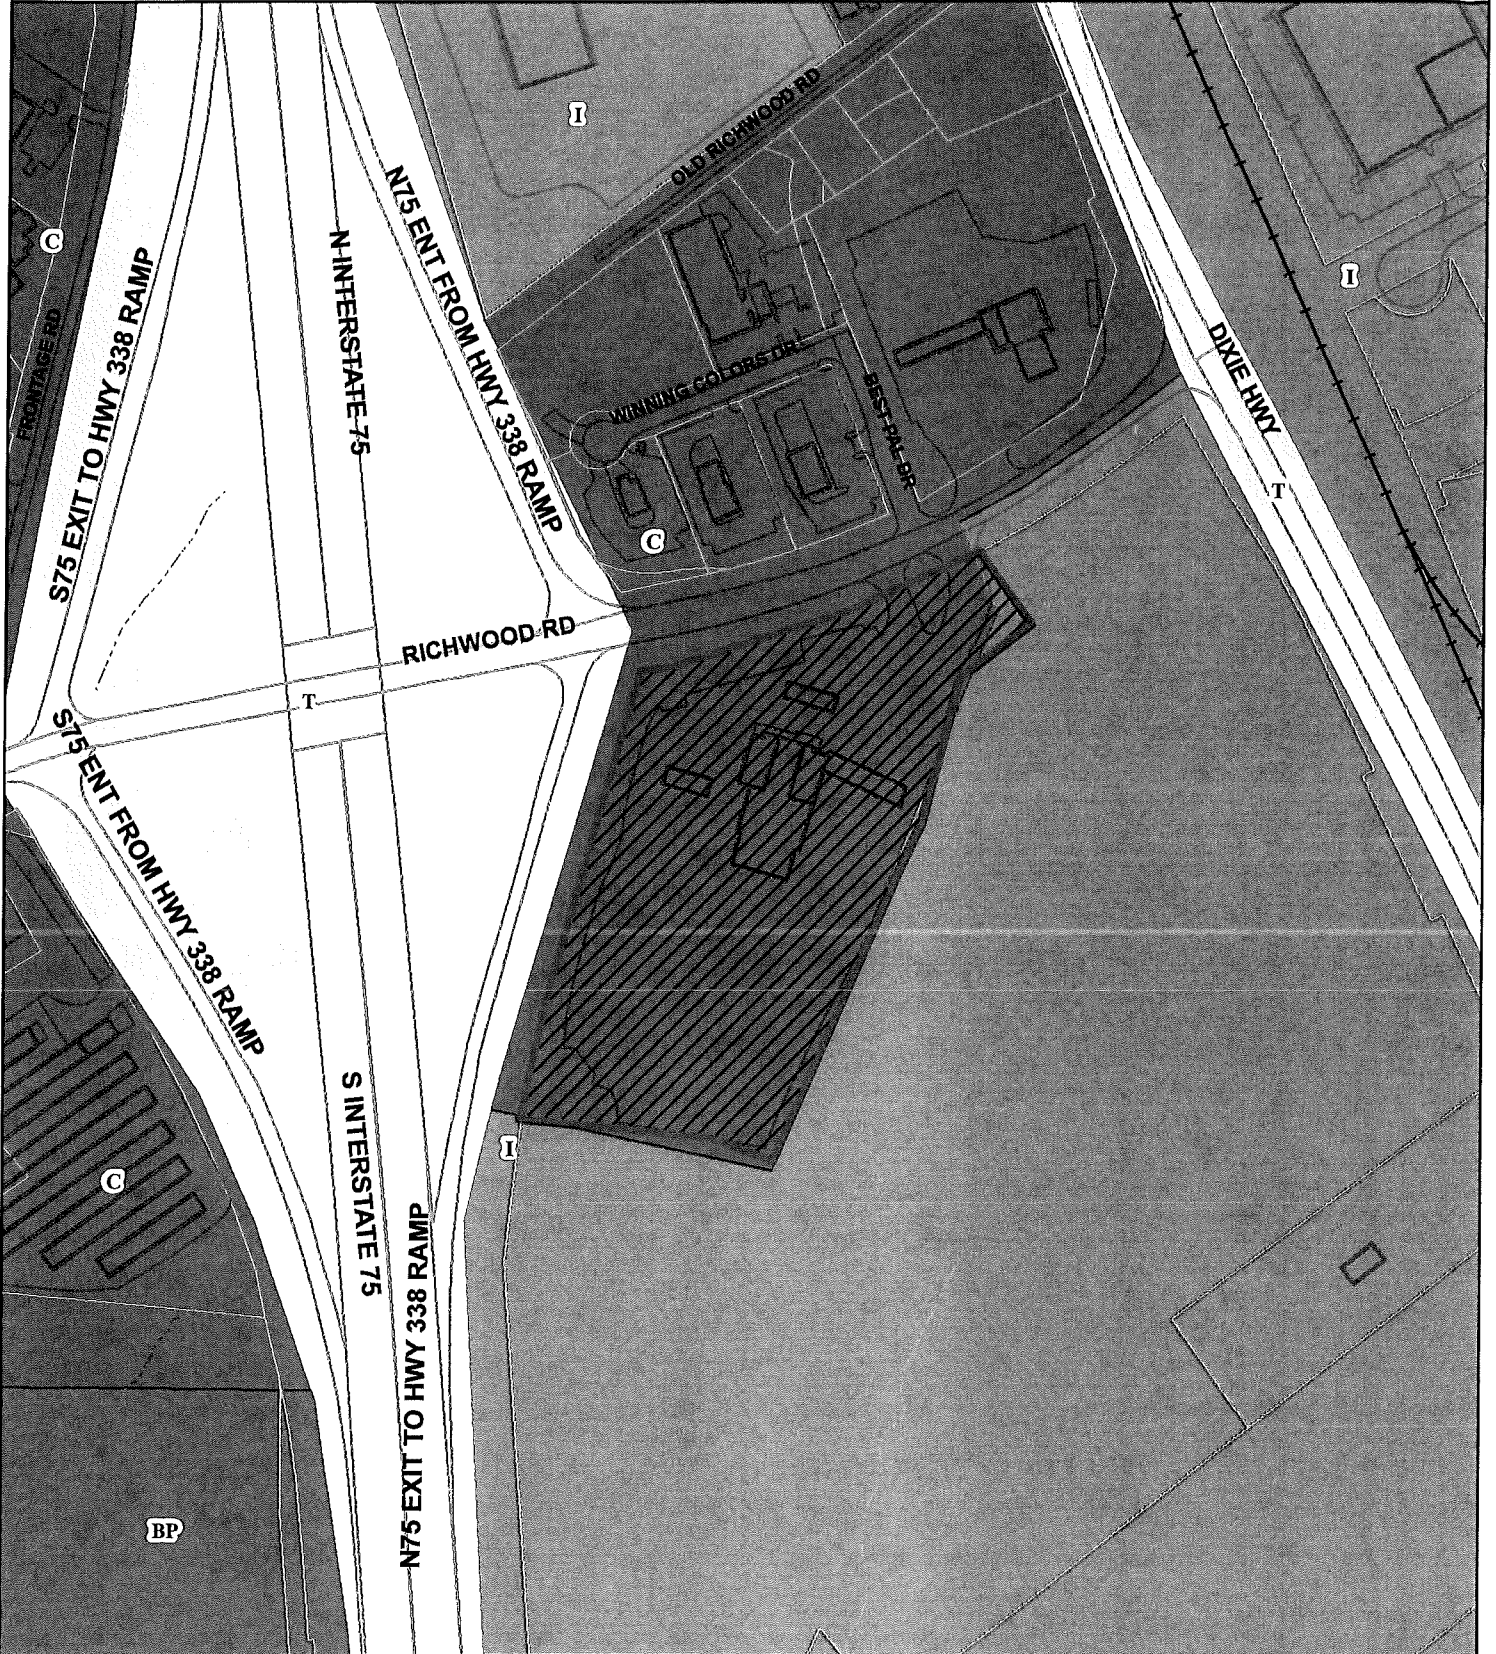 I
OLD RICHWOOD RD
C
FRONTAGE RD
S75 EXIT TO HWY 338 RAMP
N INTERSTATE 75
N75 ENT FROM HWY 338 RAMP
I
DIXIE HWY
WINNING COLORS DR
BEST PAL DR
T
C
RICHWOOD RD
T
S75 ENT FROM HWY 338 RAMP
S INTERSTATE 75
I
C
N75 EXIT TO HWY 338 RAMP
BP